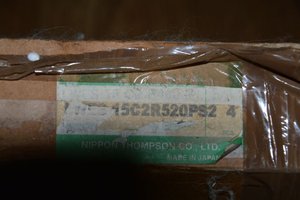 15C2R520PS2 4
NIPPON THOMPSON CO., LTD.
MADE IN JAPAN